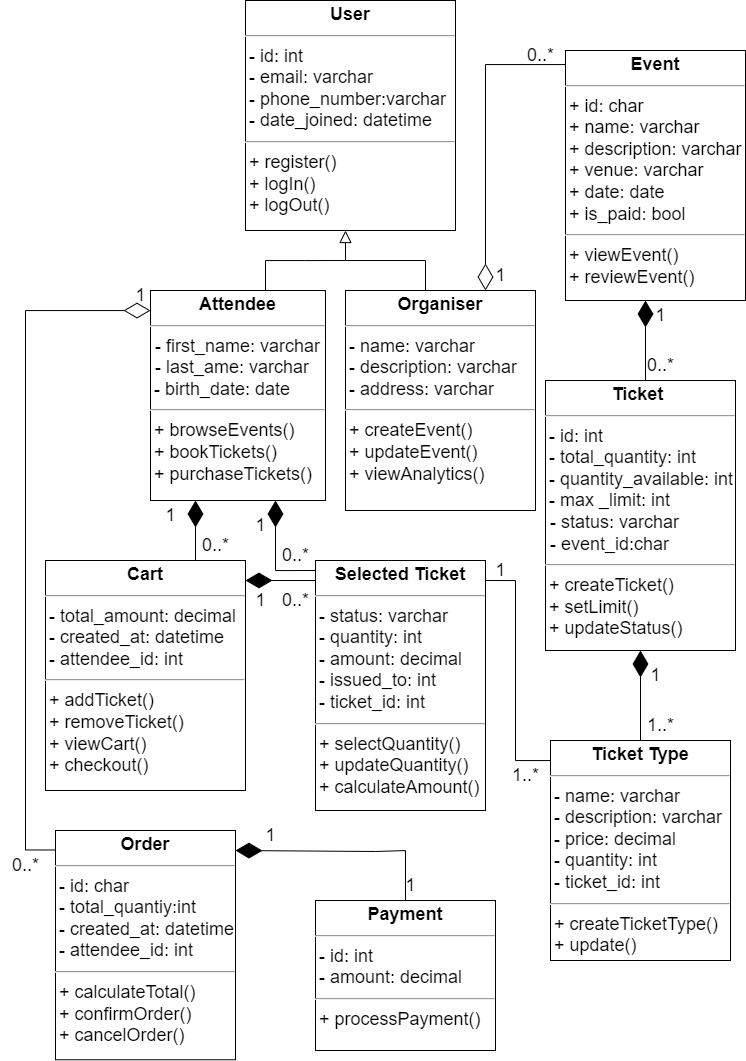 User
- id: int
- email: varchar
- phone_number:varchar
- date_joined: datetime
+ register()
+ logIn()
+ logOut()
0..*
Event
+ id: char
+ name: varchar
+ description: varchar
+ venue: varchar
+ date: date
+ is_paid: bool
+ viewEvent()
+ reviewEvent()
1
1
1
0..*
Attendee
- first_name: varchar
- last_ame: varchar
- birth_date: date
+ browseEvents()
+ bookTickets()
+ purchaseTickets()
Organiser
- name: varchar
- description: varchar
- address: varchar
+ createEvent()
+ updateEvent()
+ viewAnalytics()
Ticket
- id: int
- total_quantity: int
- quantity_available: int
- max _limit: int
- status: varchar
- event_id:char
+ createTicket()
+ setLimit()
+ updateStatus()
1
0..*
1
0..*
Cart
- total_amount: decimal
- created_at: datetime
- attendee_id: int
+ addTicket()
+ removeTicket()
+ viewCart()
+ checkout()
1
0..*
Selected Ticket
- status: varchar
- quantity: int
- amount: decimal
- issued_to: int
- ticket_id: int
+ selectQuantity()
+ updateQuantity()
+ calculateAmount()
1
1..*
1
1..*
Ticket Type
- name: varchar
- description: varchar
- price: decimal
- quantity: int
- ticket_id: int
+ createTicketType()
+ update()
0..*
Order
- id: char
- total_quantiy:int
- created_at: datetime
- attendee_id: int
+ calculateTotal()
+ confirmOrder()
+ cancelOrder()
1
1
Payment
- id: int
- amount: decimal
+ processPayment()